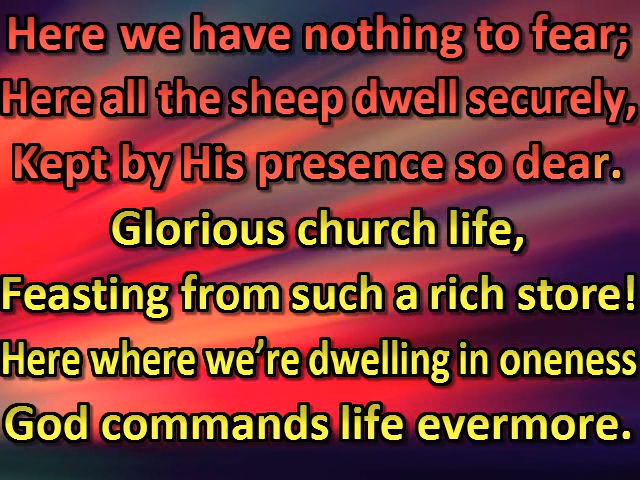 Here we have nothing to fear;
Here all the sheep dwell securely,
Kept by His presence so dear.
Glorious church life,
Feasting from such a rich store!
Here where we’re dwelling in oneness
God commands life evermore.